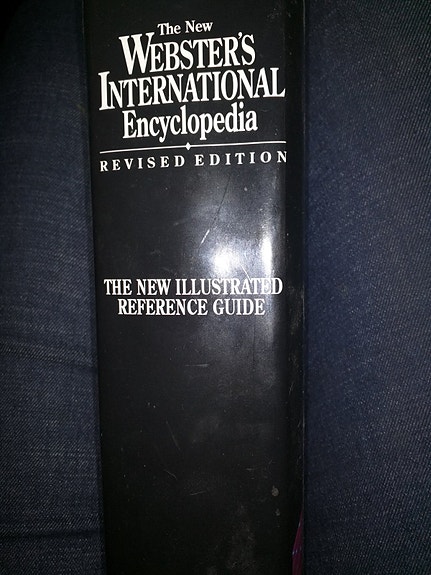 The New
WEBSTER'S
INTERNATIONAL
Encyclopedia
REVISED EDITION
THE NEW ILLUSTRATED
REFERENCE GUIDE